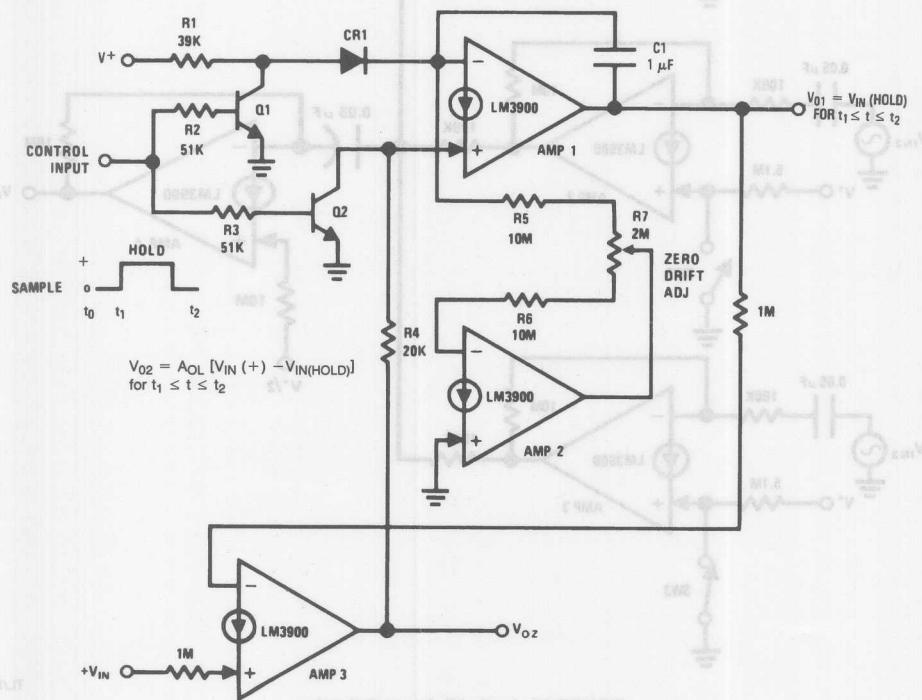 R1
39K
V+
CR1
C1
1 µF
LM3900
AMP 1
V01 = VIN (HOLD)
FOR t1 ≤ t ≤ t2
Q1
R2
51K
CONTROL
INPUT
Q2
R3
51K
R5
10M
R7
2M
ZERO
DRIFT
ADJ
HOLD
+
SAMPLE 0
t0 t1 t2
R6
10M
R4
20K
1M
V02 = AOL [VIN (+) −VIN(HOLD)]
for t1 ≤ t ≤ t2
LM3900
AMP 2
LM3900
AMP 3
VOZ
+VIN
1M